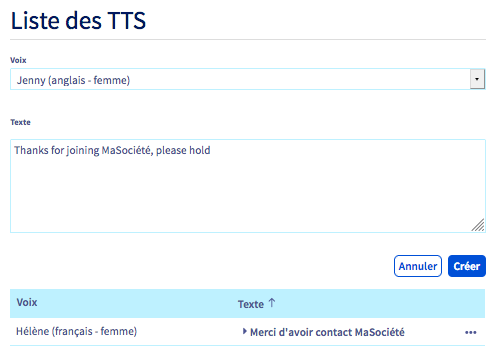 Liste des TTS
Voix
Jenny (anglais - femme)
Texte
Thanks for joining MaSociété, please hold
Annuler Créer
Voix Texte ↑
Hélène (français - femme) Merci d'avoir contact MaSociété